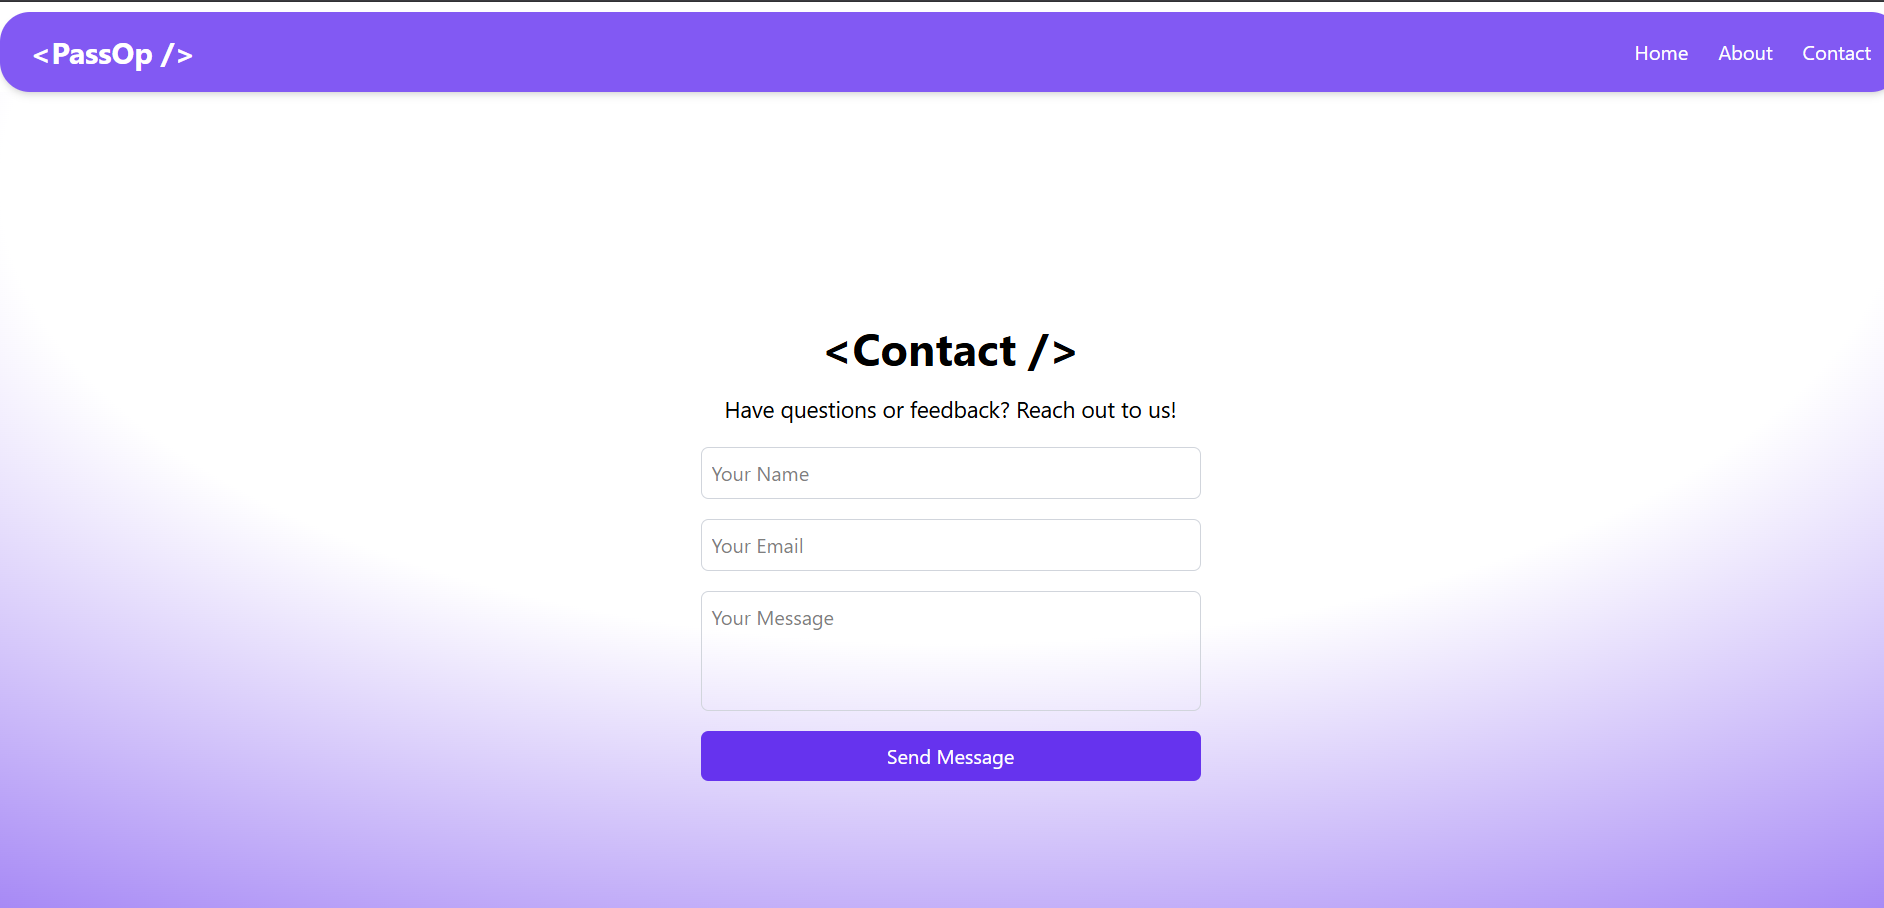 <PassOp />
Home About Contact
<Contact />
Have questions or feedback? Reach out to us!
Your Name
Your Email
Your Message
Send Message